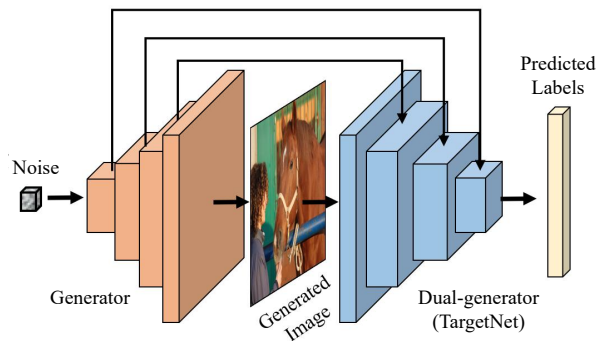 Predicted
Labels
Noise
Generator
Generated
Image
Dual-generator
(TargetNet)